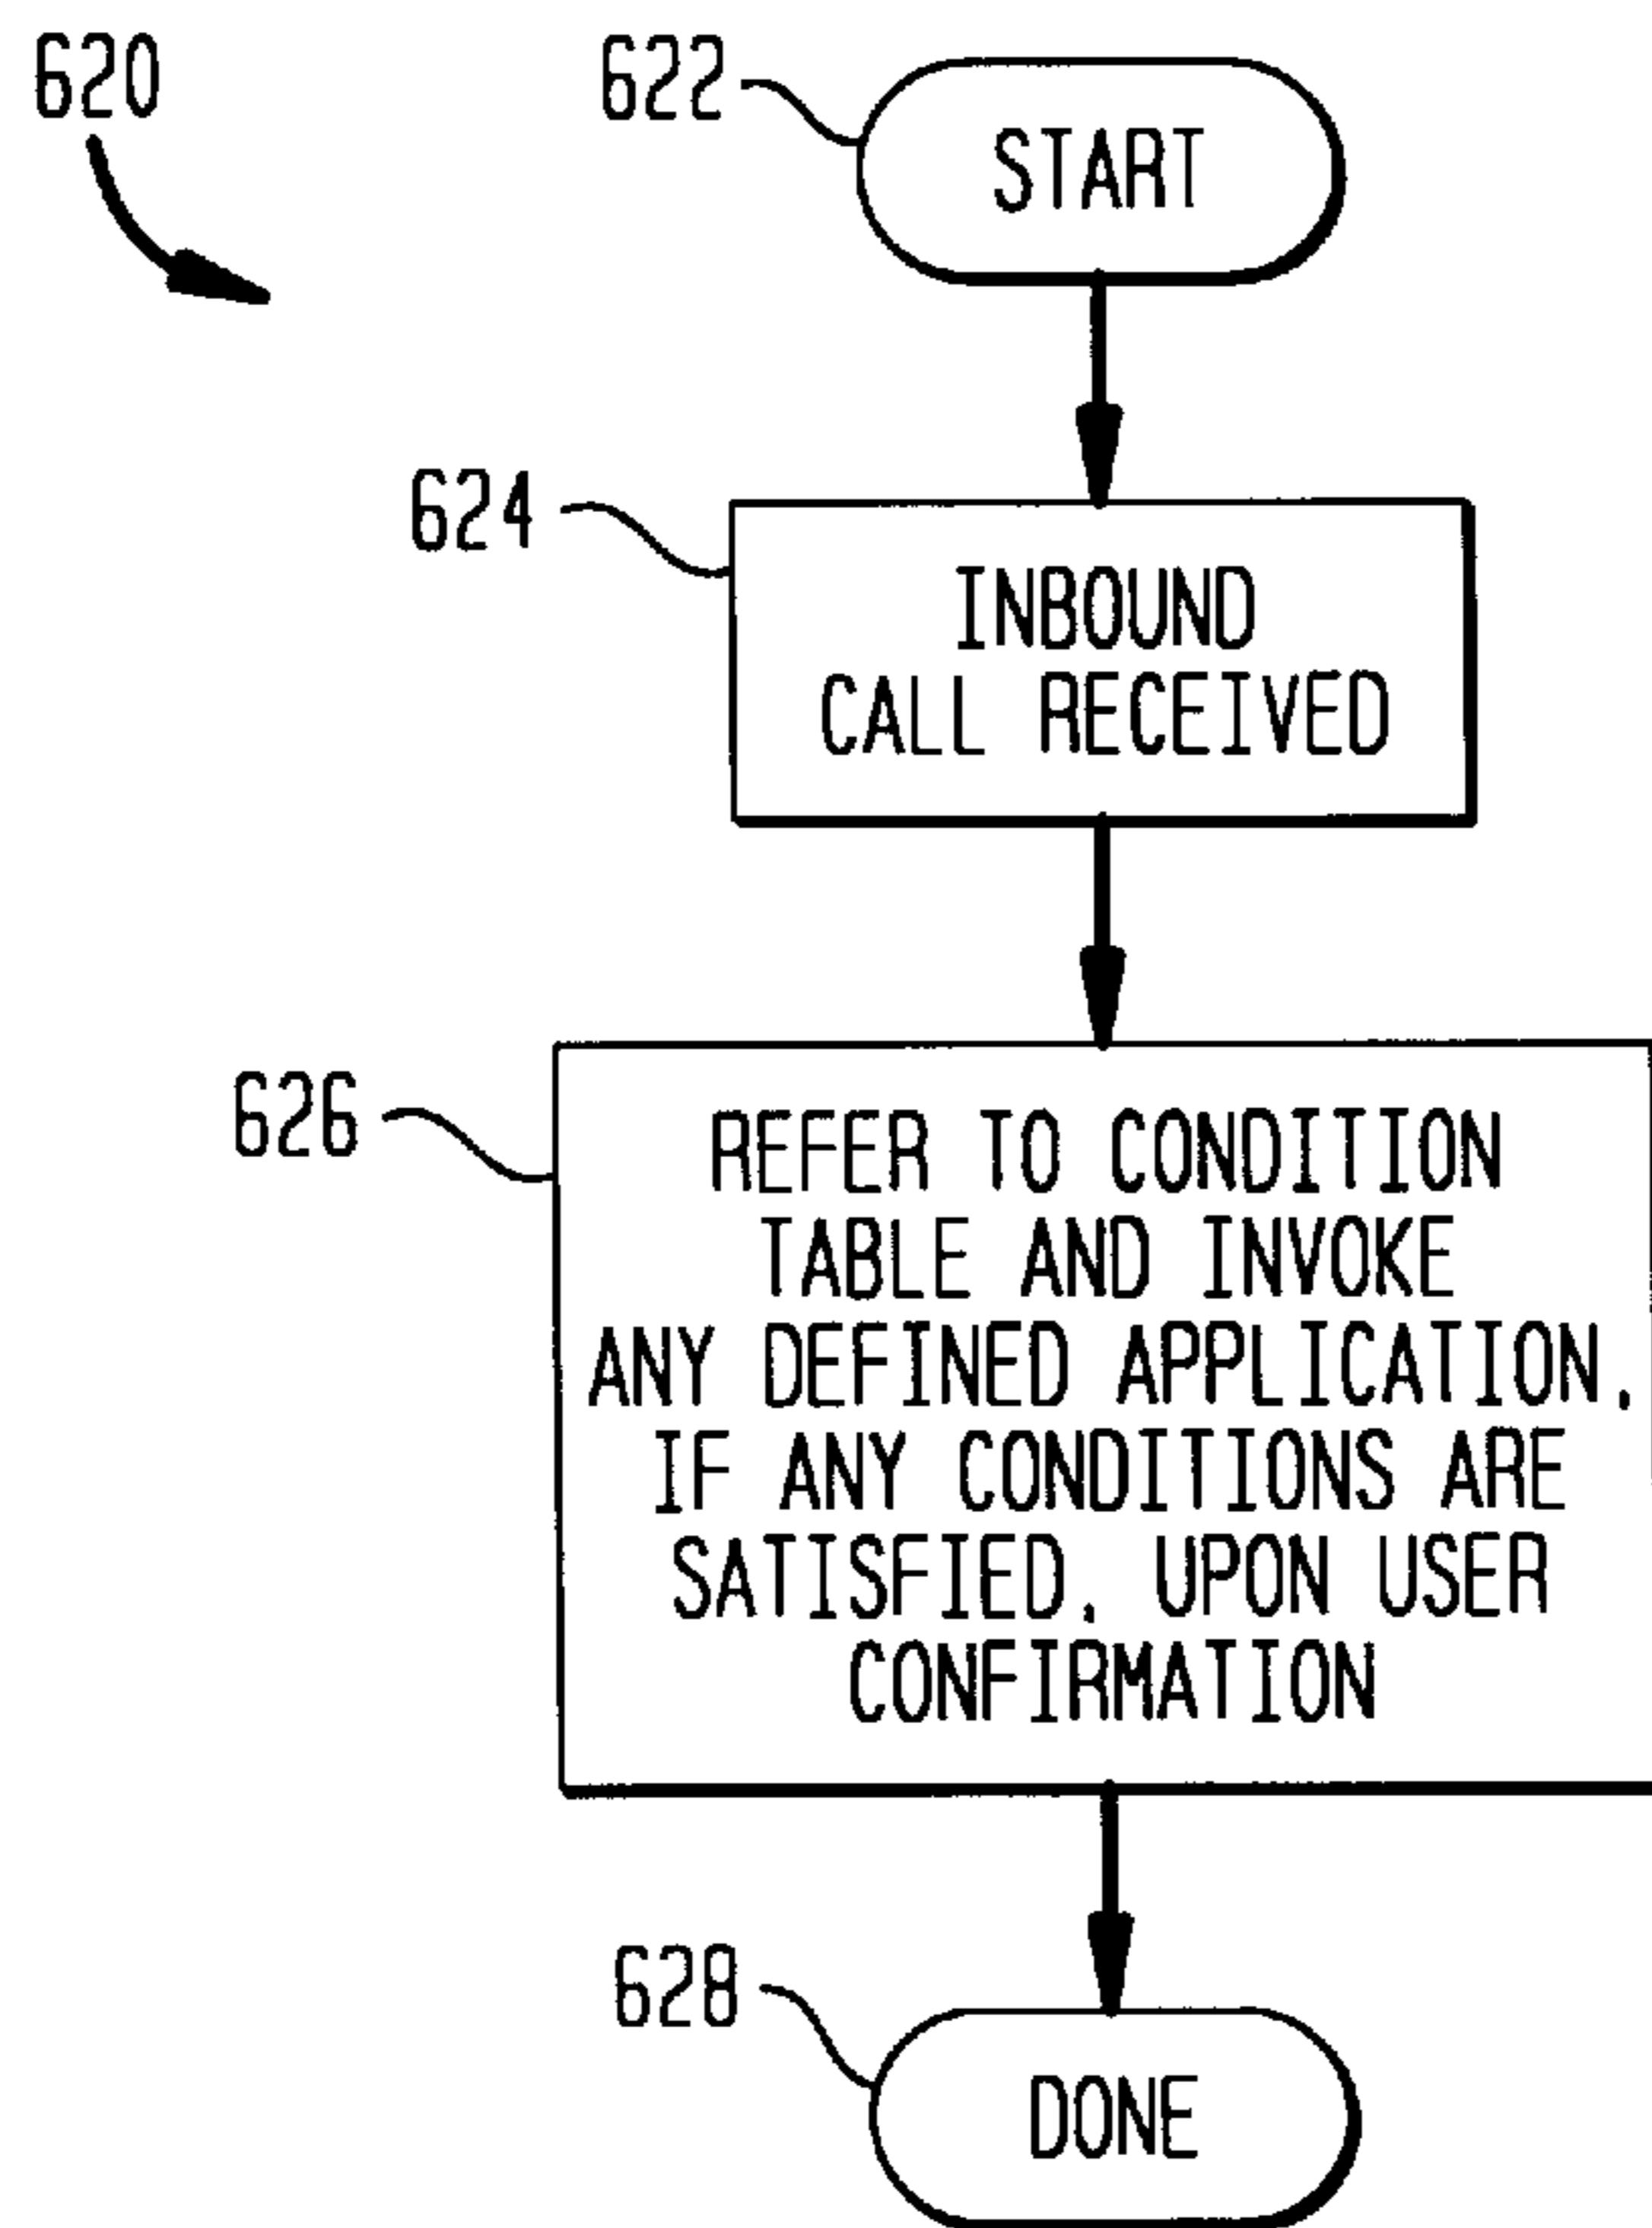 620
622
START
624
INBOUND
CALL RECEIVED
626
REFER TO CONDITION
TABLE AND INVOKE
ANY DEFINED APPLICATION,
IF ANY CONDITIONS ARE
SATISFIED, UPON USER
CONFIRMATION
628
DONE